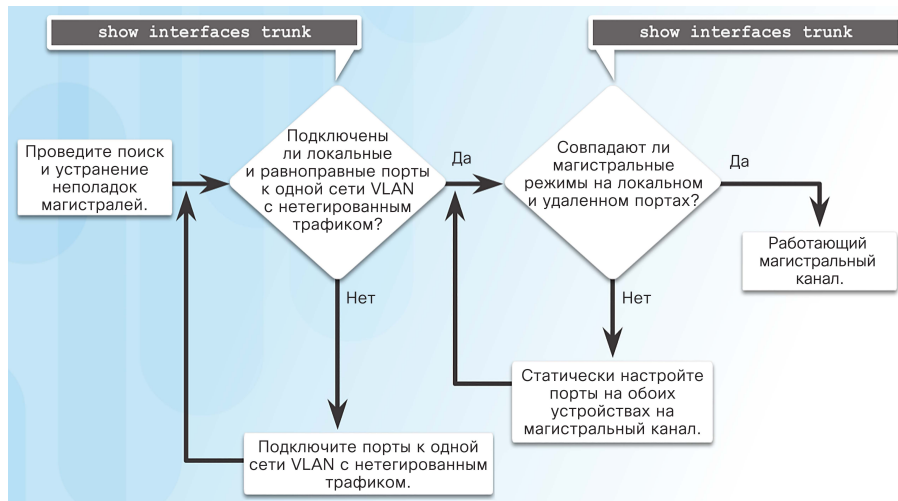 show interfaces trunk
show interfaces trunk
Проведите поиск
и устранение
неполадок
магистралей.
Подключены
ли локальные
и равноправные порты
к одной сети VLAN
с нетегированным
трафиком?
Да
Совпадают ли
магистральные
режимы на локальном
и удаленном портах?
Да
Работающий
магистральный
канал.
Нет
Нет
Статически настройте
порты на обоих
устройствах на
магистральный канал.
Подключите порты к одной
сети VLAN с нетегированным
трафиком.